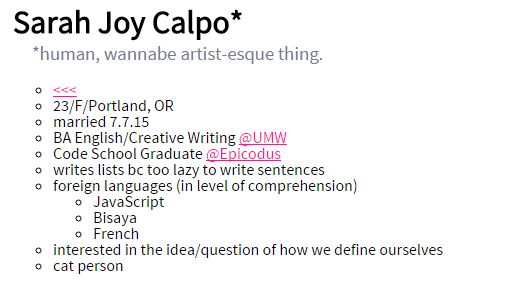 Sarah Joy Calpo*
*human, wannabe artist-esque thing.
<<<
23/F/Portland, OR
married 7.7.15
BA English/Creative Writing @UMW
Code School Graduate @Epicodus
writes lists bc too lazy to write sentences
foreign languages (in level of comprehension)
JavaScript
Bisaya
French
interested in the idea/question of how we define ourselves
cat person